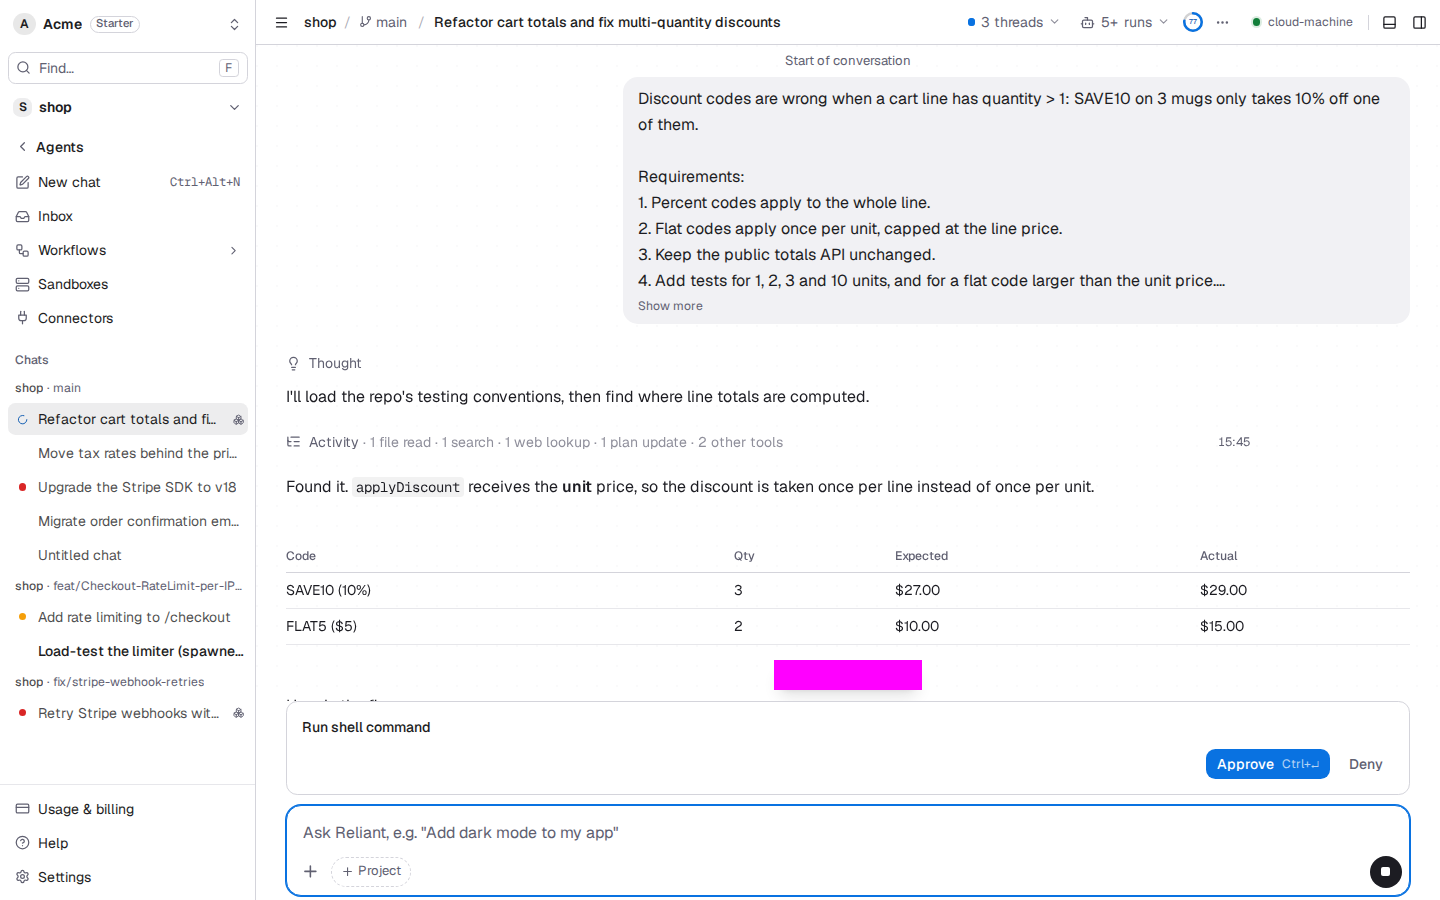 A Acme Starter
Find... F
S shop
Agents
New chat Ctrl+Alt+N
Inbox
Workflows
Sandboxes
Connectors
Chats
shop · main
Refactor cart totals and fi...
Move tax rates behind the pri...
Upgrade the Stripe SDK to v18
Migrate order confirmation em...
Untitled chat
shop · feat/Checkout-RateLimit-per-IP...
Add rate limiting to /checkout
Load-test the limiter (spawne...
shop · fix/stripe-webhook-retries
Retry Stripe webhooks wit...
Usage & billing
Help
Settings
shop / main / Refactor cart totals and fix multi-quantity discounts
3 threads
5+ runs
77
cloud-machine
Start of conversation
Discount codes are wrong when a cart line has quantity > 1: SAVE10 on 3 mugs only takes 10% off one
of them.
Requirements:
1. Percent codes apply to the whole line.
2. Flat codes apply once per unit, capped at the line price.
3. Keep the public totals API unchanged.
4. Add tests for 1, 2, 3 and 10 units, and for a flat code larger than the unit price....
Show more
Thought
I'll load the repo's testing conventions, then find where line totals are computed.
Activity · 1 file read · 1 search · 1 web lookup · 1 plan update · 2 other tools 15:45
Found it. applyDiscount receives the unit price, so the discount is taken once per line instead of once per unit.
Code Qty Expected Actual
SAVE10 (10%) 3 $27.00 $29.00
FLAT5 ($5) 2 $10.00 $15.00
Run shell command
Approve Ctrl+↵ Deny
Ask Reliant, e.g. "Add dark mode to my app"
+ Project